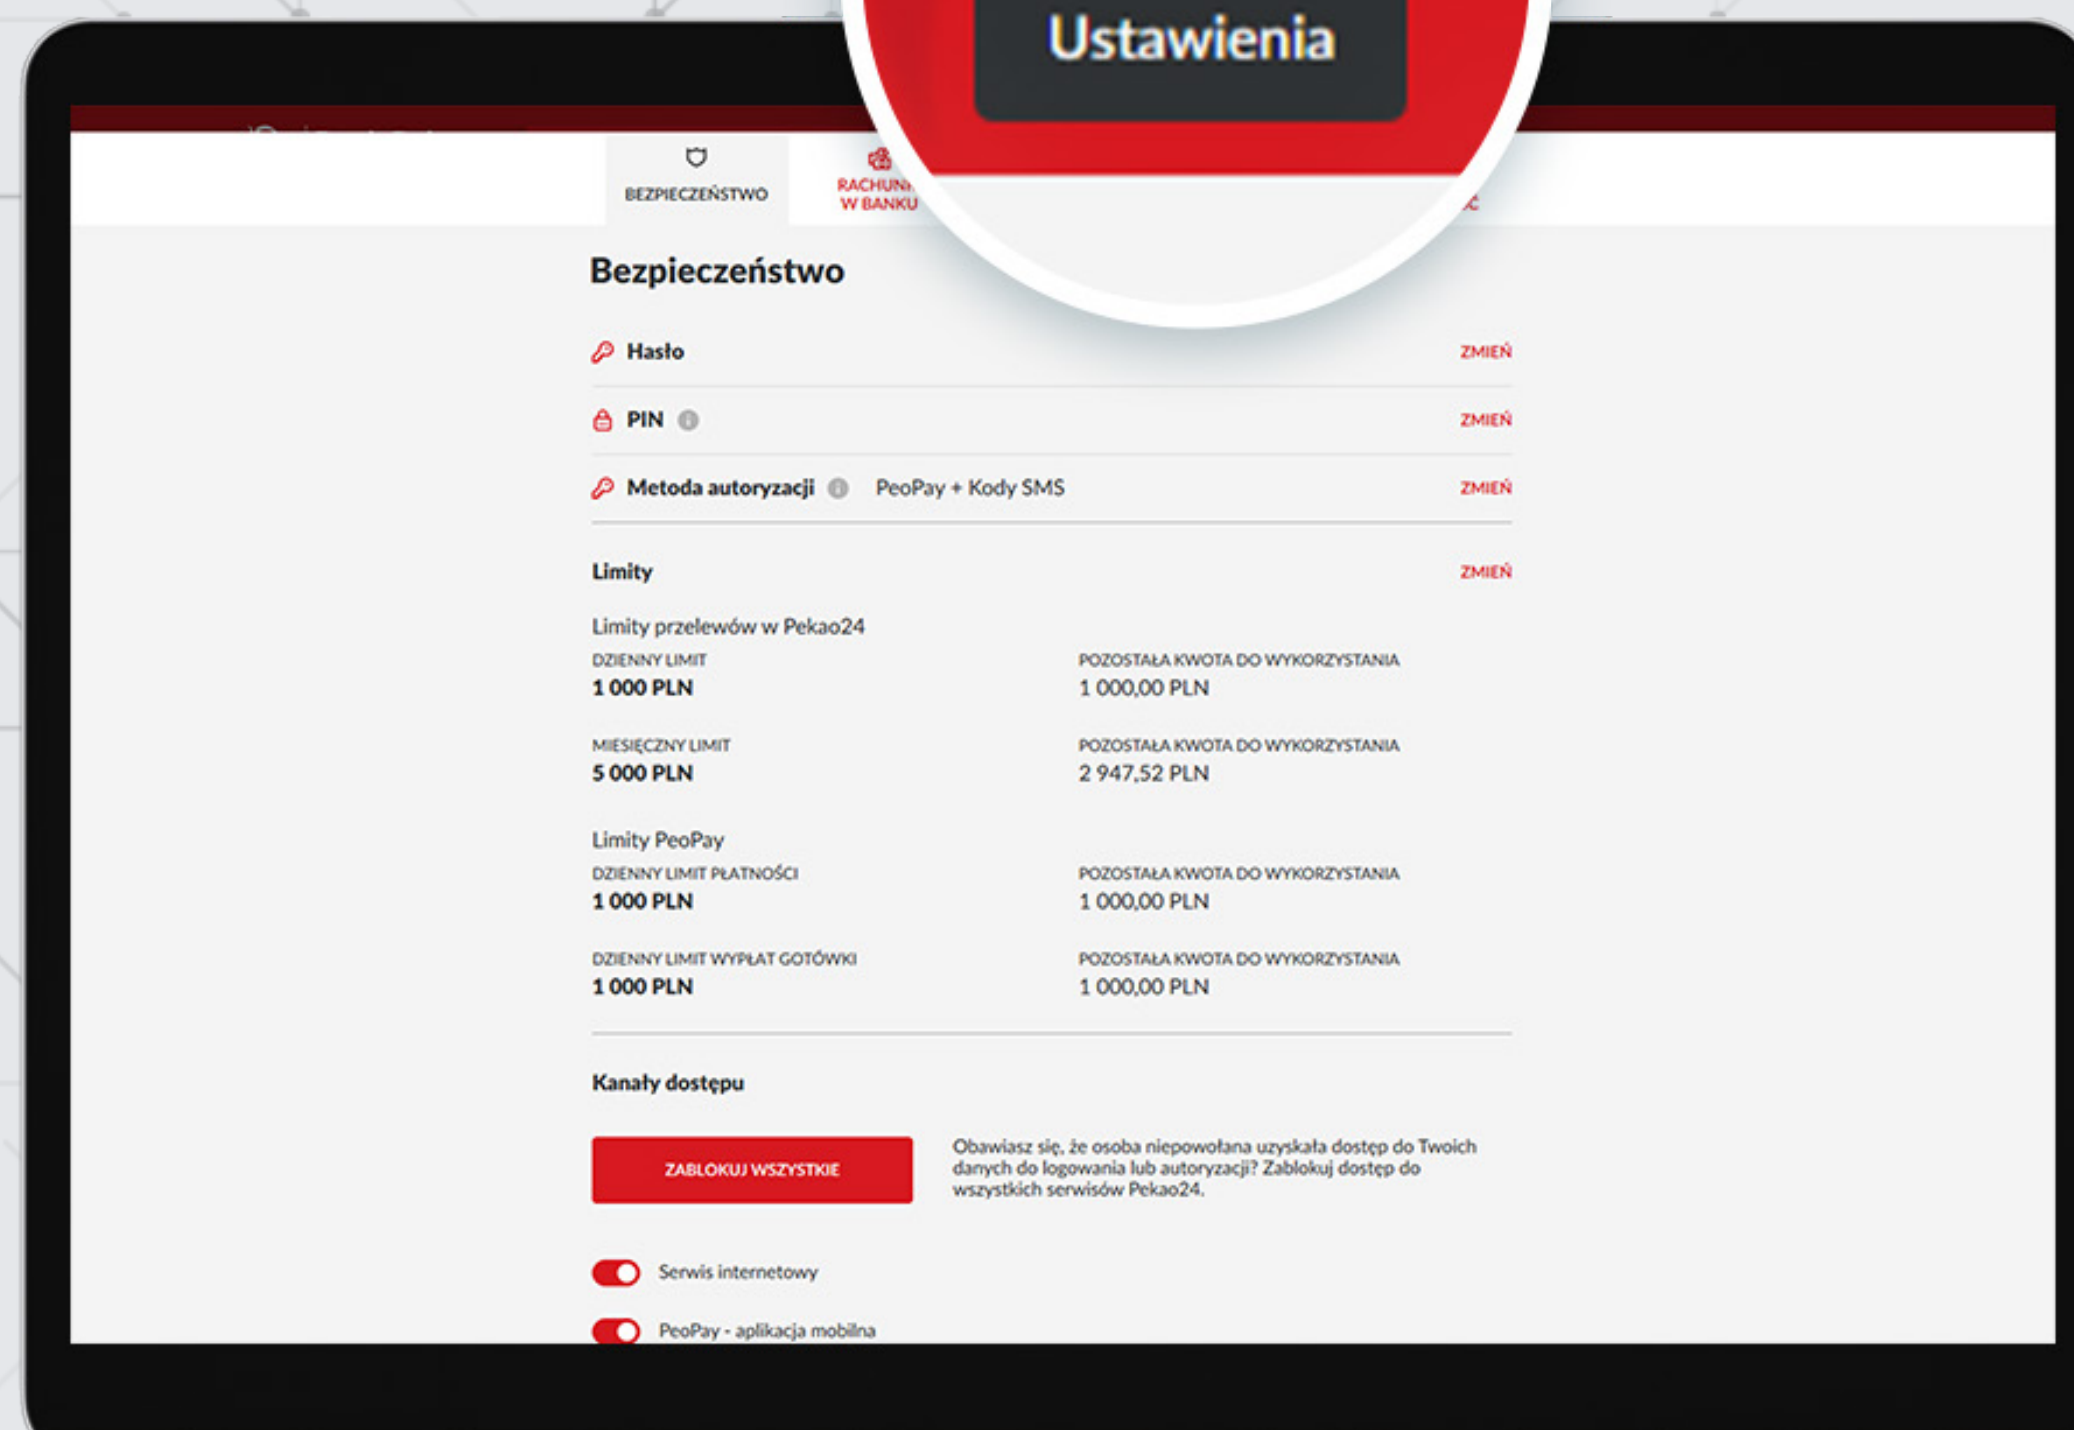 Ustawienia
BEZPIECZEŃSTWO
W BANKU
Bezpieczeństwo
Hasło ZMIEŃ
PIN ZMIEŃ
Metoda autoryzacji PeoPay + Kody SMS ZMIEŃ
Limity ZMIEŃ
Limity przelewów w Pekao24
DZIENNY LIMIT POZOSTAŁA KWOTA DO WYKORZYSTANIA
1 000 PLN 1 000,00 PLN
MIESIĘCZNY LIMIT POZOSTAŁA KWOTA DO WYKORZYSTANIA
5 000 PLN 2 947,52 PLN
Limity PeoPay
DZIENNY LIMIT PŁATNOŚCI POZOSTAŁA KWOTA DO WYKORZYSTANIA
1 000 PLN 1 000,00 PLN
DZIENNY LIMIT WYPŁAT GOTÓWKI POZOSTAŁA KWOTA DO WYKORZYSTANIA
1 000 PLN 1 000,00 PLN
Kanały dostępu
ZABLOKUJ WSZYSTKIE
Obawiasz się, że osoba niepowołana uzyskała dostęp do Twoich
danych do logowania lub autoryzacji? Zablokuj dostęp do
wszystkich serwisów Pekao24.
Serwis internetowy
PeoPay - aplikacja mobilna